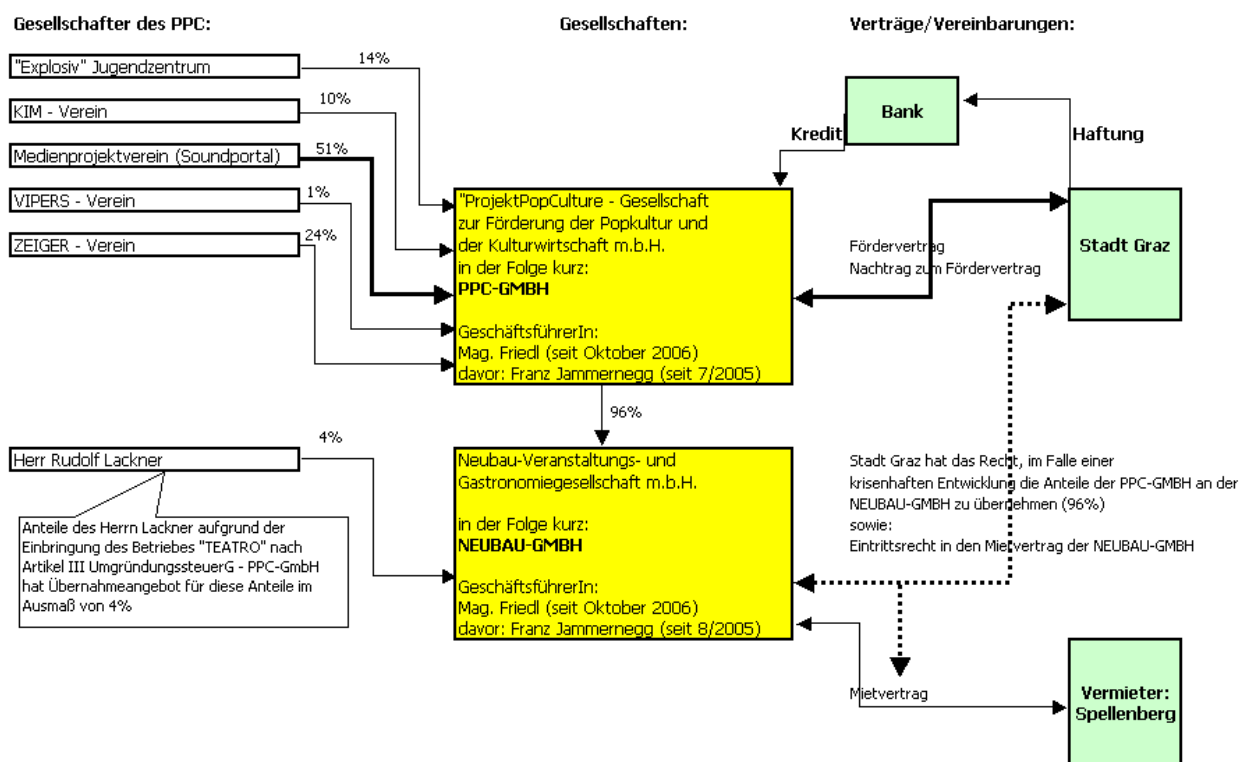 Gesellschafter des PPC:
Gesellschaften:
Verträge/Vereinbarungen:
"Explosiv" Jugendzentrum
14%
KIM - Verein
10%
Medienprojektverein (Soundportal)
51%
VIPERS - Verein
1%
ZEIGER - Verein
24%
Bank
Kredit
Haftung
"ProjektPopCulture - Gesellschaft
zur Förderung der Popkultur und
der Kulturwirtschaft m.b.H.
in der Folge kurz:
PPC-GMBH
GeschäftsführerIn:
Mag. Friedl (seit Oktober 2006)
davor: Franz Jammernegg (seit 7/2005)
Fördervertrag
Nachtrag zum Fördervertrag
Stadt Graz
96%
Herr Rudolf Lackner
4%
Anteile des Herrn Lackner aufgrund der
Einbringung des Betriebes "TEATRO" nach
Artikel III UmgründungssteuerG - PPC-GmbH
hat Übernahmeangebot für diese Anteile im
Ausmaß von 4%
Neubau-Veranstaltungs- und
Gastronomiegesellschaft m.b.H.
in der Folge kurz:
NEUBAU-GMBH
GeschäftsführerIn:
Mag. Friedl (seit Oktober 2006)
davor: Franz Jammernegg (seit 8/2005)
Stadt Graz hat das Recht, im Falle einer
krisenhaften Entwicklung die Anteile der PPC-GMBH an der
NEUBAU-GMBH zu übernehmen (96%)
sowie:
Eintrittsrecht in den Mietvertrag der NEUBAU-GMBH
Mietvertrag
Vermieter:
Spellenberg